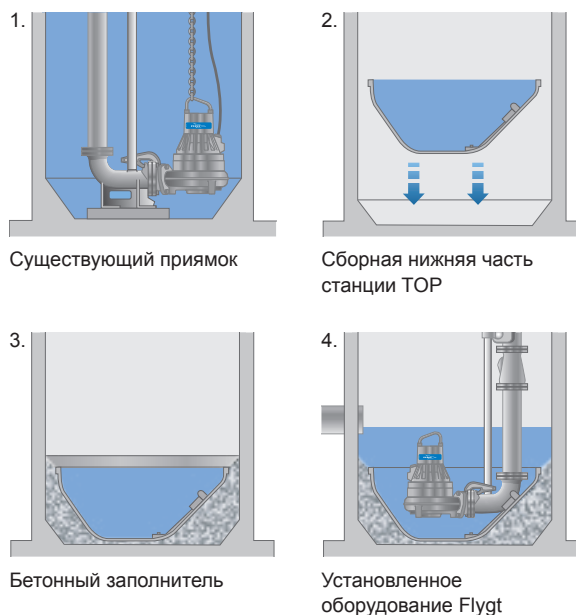 1.
Существующий приямок
2.
Сборная нижняя часть
станции TOP
3.
Бетонный заполнитель
4.
Установленное
оборудование Flygt